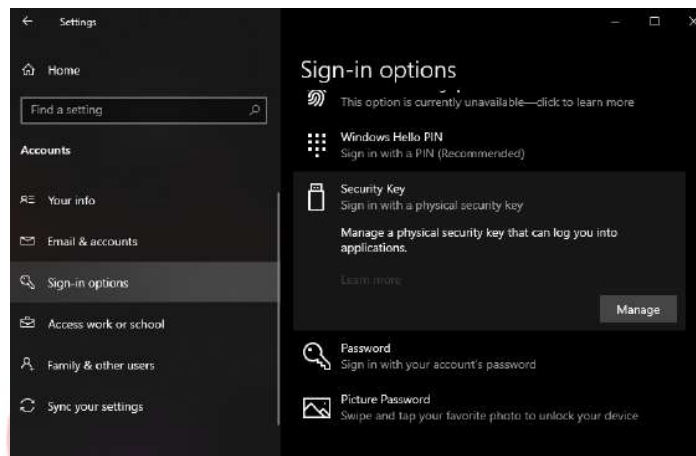 Settings
Home
Find a setting
Accounts
Your info
Email & accounts
Sign-in options
Access work or school
Family & other users
Sync your settings
Sign-in options
This option is currently unavailable—click to learn more
Windows Hello PIN
Sign in with a PIN (Recommended)
Security Key
Sign in with a physical security key
Manage a physical security key that can log you into
applications.
Learn more
Manage
Password
Sign in with your account's password
Picture Password
Swipe and tap your favorite photo to unlock your device